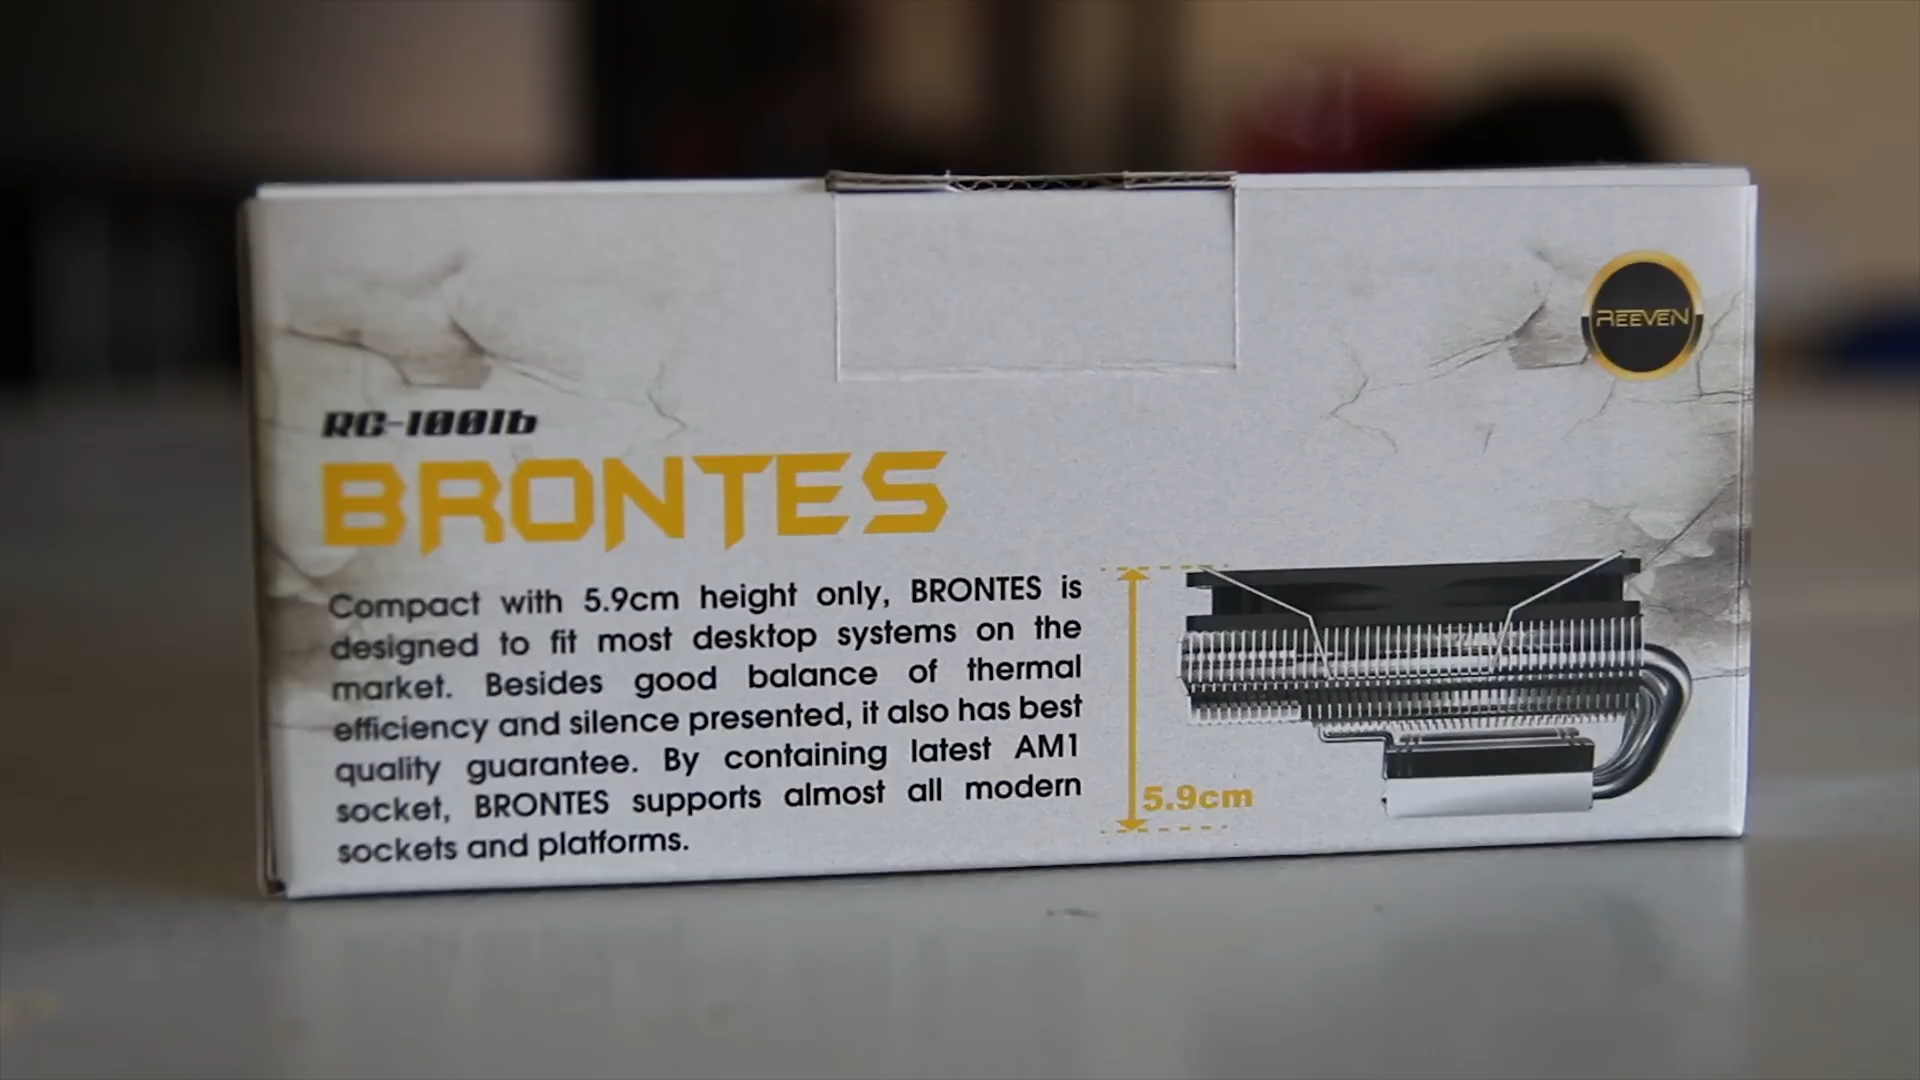 REEVEN
RC-1001b
BRONTES
Compact with 5.9cm height only, BRONTES is
designed to fit most desktop systems on the
market. Besides good balance of thermal
efficiency and silence presented, it also has best
quality guarantee. By containing latest AM1
socket, BRONTES supports almost all modern
sockets and platforms.
5.9cm